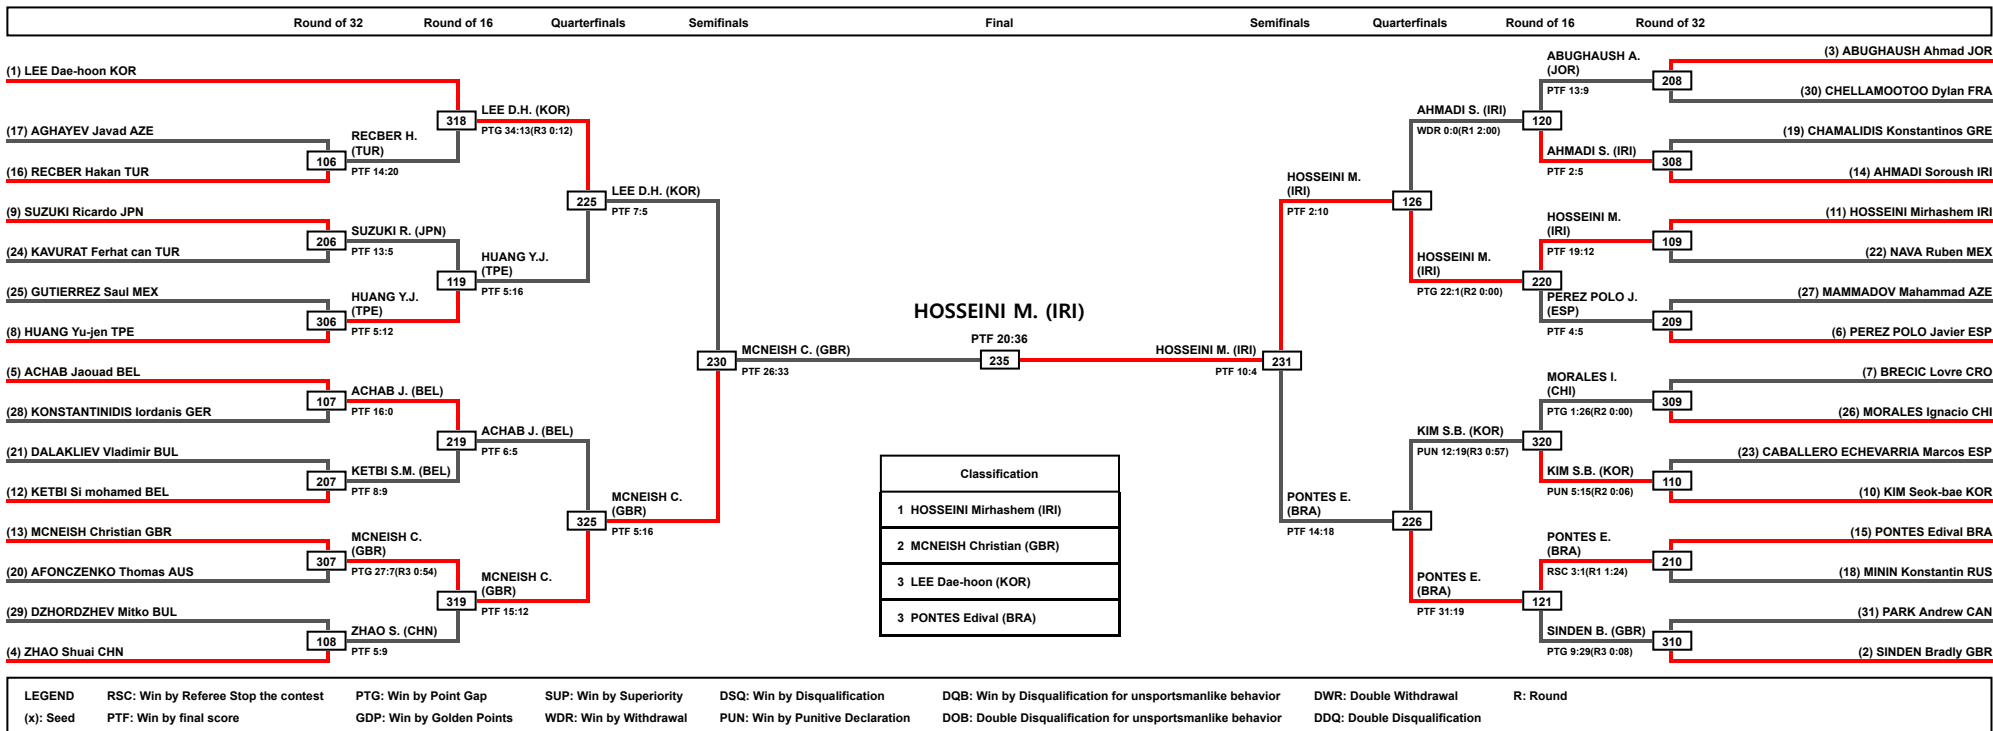 Round of 32 Round of 16 Quarterfinals Semifinals Final Semifinals Quarterfinals Round of 16 Round of 32
(1) LEE Dae-hoon KOR
(17) AGHAYEV Javad AZE
(16) RECBER Hakan TUR
(9) SUZUKI Ricardo JPN
(24) KAVURAT Ferhat can TUR
(25) GUTIERREZ Saul MEX
(8) HUANG Yu-jen TPE
(5) ACHAB Jaouad BEL
(28) KONSTANTINIDIS Iordanis GER
(21) DALAKLIEV Vladimir BUL
(12) KETBI Si mohamed BEL
(13) MCNEISH Christian GBR
(20) AFONCZENKO Thomas AUS
(29) DZHORDZHEV Mitko BUL
(4) ZHAO Shuai CHN
106
RECBER H.
(TUR)
PTF 14:20
206
SUZUKI R. (JPN)
PTF 13:5
306
HUANG Y.J.
(TPE)
PTF 5:12
107
ACHAB J. (BEL)
PTF 16:0
207
KETBI S.M. (BEL)
PTF 8:9
307
MCNEISH C.
(GBR)
PTG 27:7(R3 0:54)
108
ZHAO S. (CHN)
PTF 5:9
318
LEE D.H. (KOR)
PTG 34:13(R3 0:12)
119
HUANG Y.J.
(TPE)
PTF 5:16
219
ACHAB J. (BEL)
PTF 6:5
319
MCNEISH C.
(GBR)
PTF 15:12
225
LEE D.H. (KOR)
PTF 7:5
325
MCNEISH C.
(GBR)
PTF 5:16
230
MCNEISH C. (GBR)
PTF 26:33
HOSSEINI M. (IRI)
PTF 20:36
235
Classification
1 HOSSEINI Mirhashem (IRI)
2 MCNEISH Christian (GBR)
3 LEE Dae-hoon (KOR)
3 PONTES Edival (BRA)
HOSSEINI M. (IRI)
PTF 10:4
231
HOSSEINI M.
(IRI)
PTF 2:10
126
PONTES E.
(BRA)
PTF 14:18
226
AHMADI S. (IRI)
WDR 0:0(R1 2:00)
120
HOSSEINI M.
(IRI)
PTG 22:1(R2 0:00)
220
KIM S.B. (KOR)
PUN 12:19(R3 0:57)
320
PONTES E.
(BRA)
PTF 31:19
121
ABUGHAUSH A.
(JOR)
PTF 13:9
208
AHMADI S. (IRI)
PTF 2:5
308
HOSSEINI M.
(IRI)
PTF 19:12
109
PEREZ POLO J.
(ESP)
PTF 4:5
209
MORALES I.
(CHI)
PTG 1:26(R2 0:00)
309
KIM S.B. (KOR)
PUN 5:15(R2 0:06)
110
PONTES E.
(BRA)
RSC 3:1(R1 1:24)
210
SINDEN B. (GBR)
PTG 9:29(R3 0:08)
310
(3) ABUGHAUSH Ahmad JOR
(30) CHELLAMOOTOO Dylan FRA
(19) CHAMALIDIS Konstantinos GRE
(14) AHMADI Soroush IRI
(11) HOSSEINI Mirhashem IRI
(22) NAVA Ruben MEX
(27) MAMMADOV Mahammad AZE
(6) PEREZ POLO Javier ESP
(7) BRECIC Lovre CRO
(26) MORALES Ignacio CHI
(23) CABALLERO ECHEVARRIA Marcos ESP
(10) KIM Seok-bae KOR
(15) PONTES Edival BRA
(18) MININ Konstantin RUS
(31) PARK Andrew CAN
(2) SINDEN Bradly GBR
LEGEND RSC: Win by Referee Stop the contest PTG: Win by Point Gap SUP: Win by Superiority DSQ: Win by Disqualification DQB: Win by Disqualification for unsportsmanlike behavior DWR: Double Withdrawal R: Round
(x): Seed PTF: Win by final score GDP: Win by Golden Points WDR: Win by Withdrawal PUN: Win by Punitive Declaration DOB: Double Disqualification for unsportsmanlike behavior DDQ: Double Disqualification